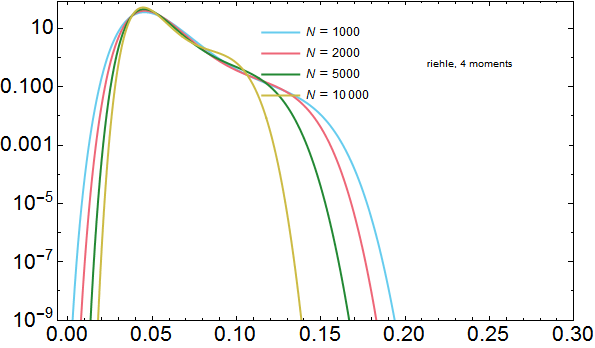 10
0.100
0.001
10^-5
10^-7
10^-9
N = 1000
N = 2000
N = 5000
N = 10 000
riehle, 4 moments
0.00 0.05 0.10 0.15 0.20 0.25 0.30